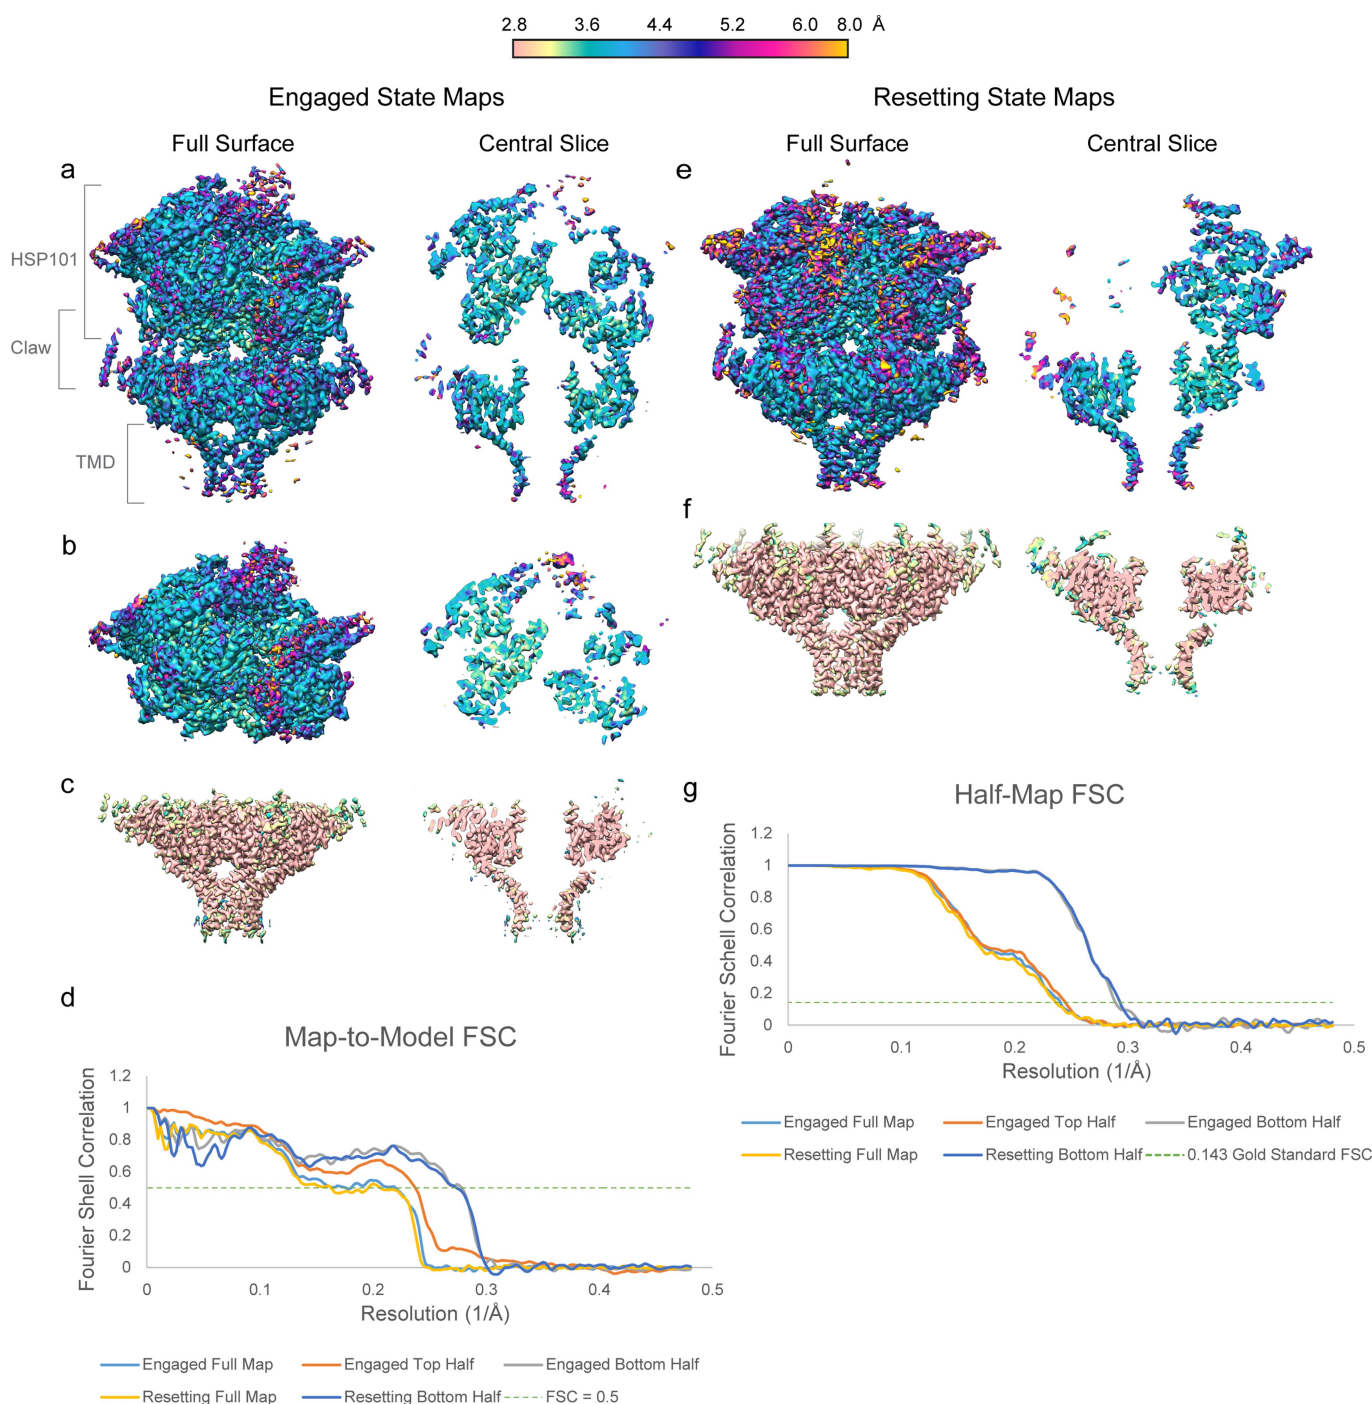 2.8 3.6 4.4 5.2 6.0 8.0 Å
Engaged State Maps
Resetting State Maps
Full Surface
Central Slice
Full Surface
Central Slice
a
e
HSP101
Claw
TMD
f
b
c
g
Half-Map FSC
1.2
1
0.8
0.6
0.4
0.2
0
Fourier Schell Correlation
0 0.1 0.2 0.3 0.4 0.5
Resolution (1/Å)
Engaged Full Map Engaged Top Half Engaged Bottom Half
Resetting Full Map Resetting Bottom Half 0.143 Gold Standard FSC
d
Map-to-Model FSC
1.2
1
0.8
0.6
0.4
0.2
0
Fourier Shell Correlation
0 0.1 0.2 0.3 0.4 0.5
Resolution (1/Å)
Engaged Full Map Engaged Top Half Engaged Bottom Half
Resetting Full Map Resetting Bottom Half FSC = 0.5